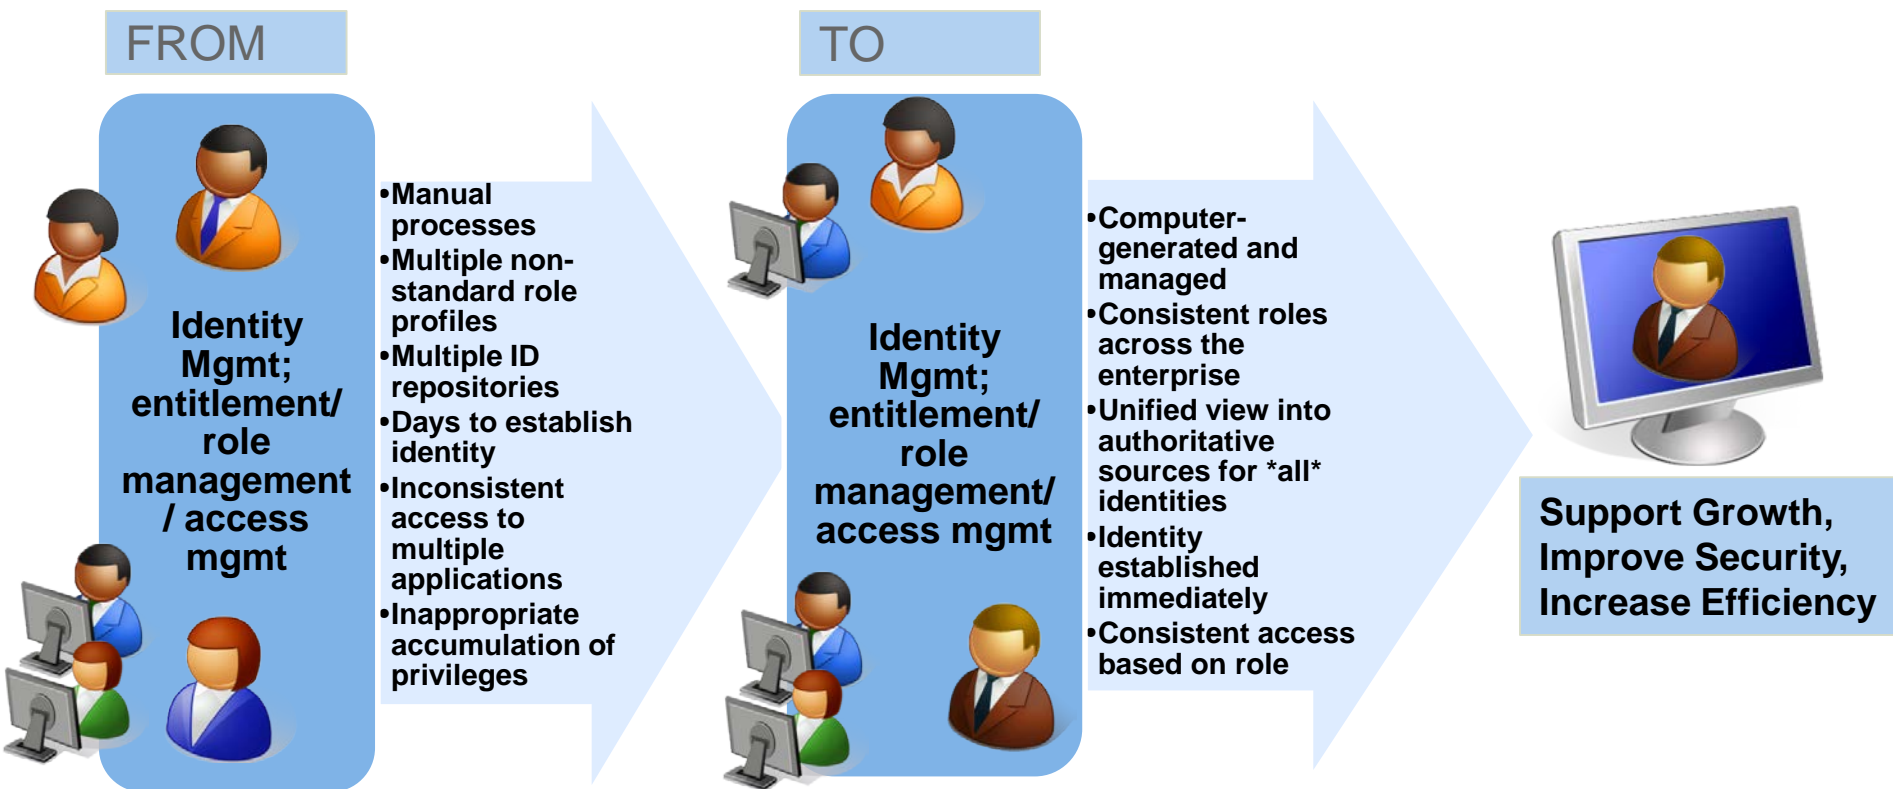 FROM
Identity
Mgmt;
entitlement/
role
management
/ access
mgmt
•Manual
processes
•Multiple non-
standard role
profiles
•Multiple ID
repositories
•Days to establish
identity
•Inconsistent
access to
multiple
applications
•Inappropriate
accumulation of
privileges
TO
Identity
Mgmt;
entitlement/
role
management/
access mgmt
•Computer-
generated and
managed
•Consistent roles
across the
enterprise
•Unified view into
authoritative
sources for *all*
identities
•Identity
established
immediately
•Consistent access
based on role
Support Growth,
Improve Security,
Increase Efficiency